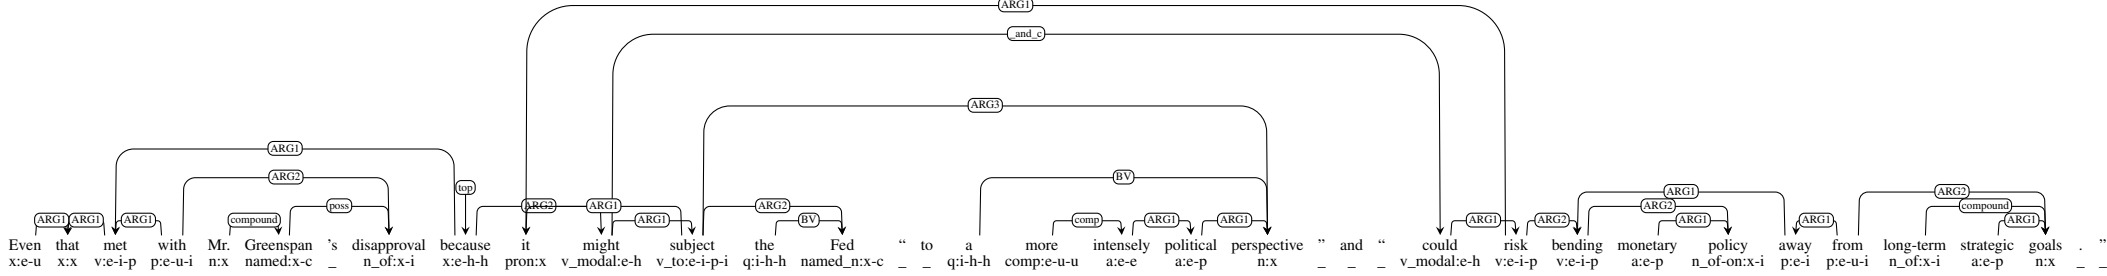 ARG1
_and_c
ARG3
ARG1
ARG2 BV
top
ARG1 ARG2 ARG2
compound poss ARG2 ARG1 ARG2 BV compound
ARG1 ARG1 ARG1 ARG1 comp ARG1 ARG1 ARG1 ARG2 ARG1 ARG1 ARG1
Even that met with Mr. Greenspan 's disapproval because it might subject the Fed “ to a more intensely political perspective ” and “ could risk bending monetary policy away from long-term strategic goals . ”
x:e-u x:x v:e-i-p p:e-u-i n:x named:x-c _ n_of:x-i x:e-h-h pron:x v_modal:e-h v_to:e-i-p-i q:i-h-h named_n:x-c _ _ q:i-h-h comp:e-u-u a:e-e a:e-p n:x _ _ _ v_modal:e-h v:e-i-p v:e-i-p a:e-p n_of-on:x-i p:e-i p:e-u-i n_of:x-i a:e-p n:x _ _